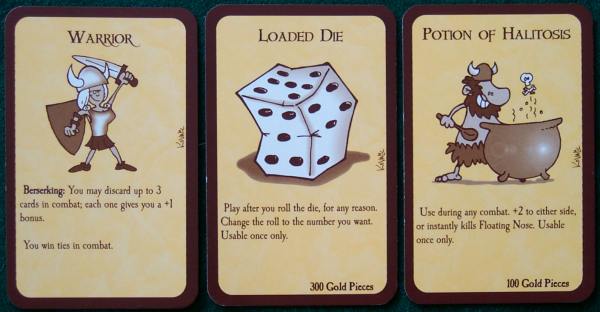 Warrior
Berserking: You may discard up to 3
cards in combat; each one gives you a +1
bonus.
You win ties in combat.
Loaded Die
Play after you roll the die, for any reason.
Change the roll to the number you want.
Usable once only.
300 Gold Pieces
Potion of Halitosis
Use during any combat. +2 to either side,
or instantly kills Floating Nose. Usable
once only.
100 Gold Pieces